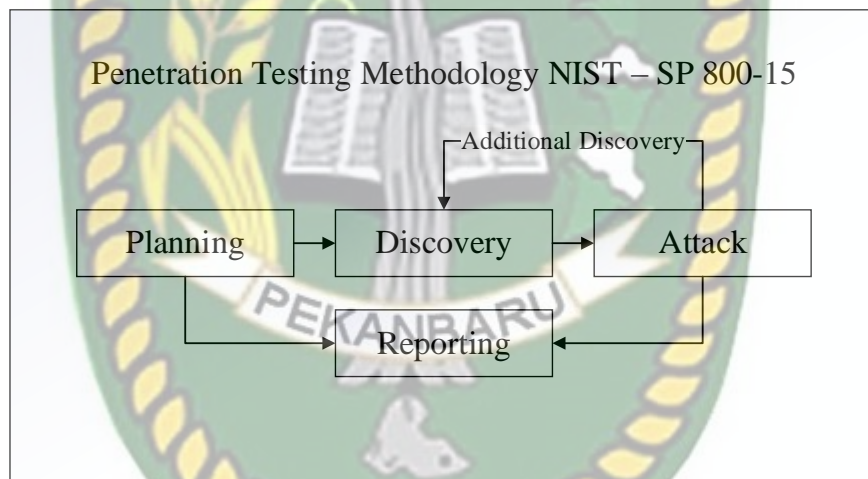 Penetration Testing Methodology NIST – SP 800-15
Additional Discovery
Planning
Discovery
Attack
PEKANBARU
Reporting